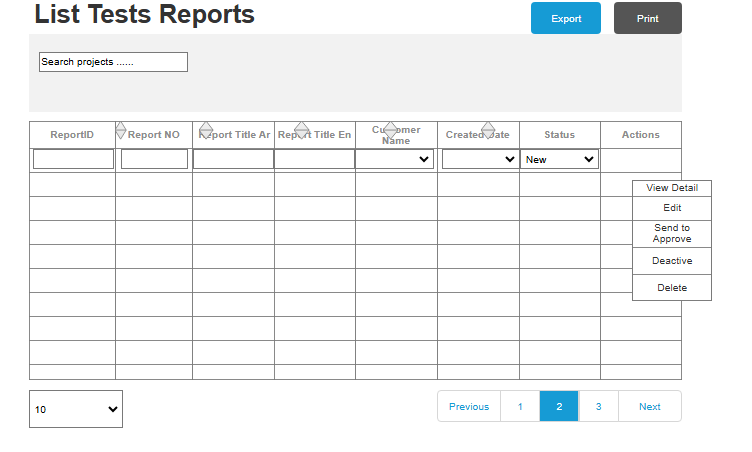 List Tests Reports
Export
Print
Search projects ......
ReportID
Report NO
Report Title Ar
Report Title En
Customer
Name
Created Date
Status
Actions
New
View Detail
Edit
Send to
Approve
Deactive
Delete
10
Previous
1
2
3
Next